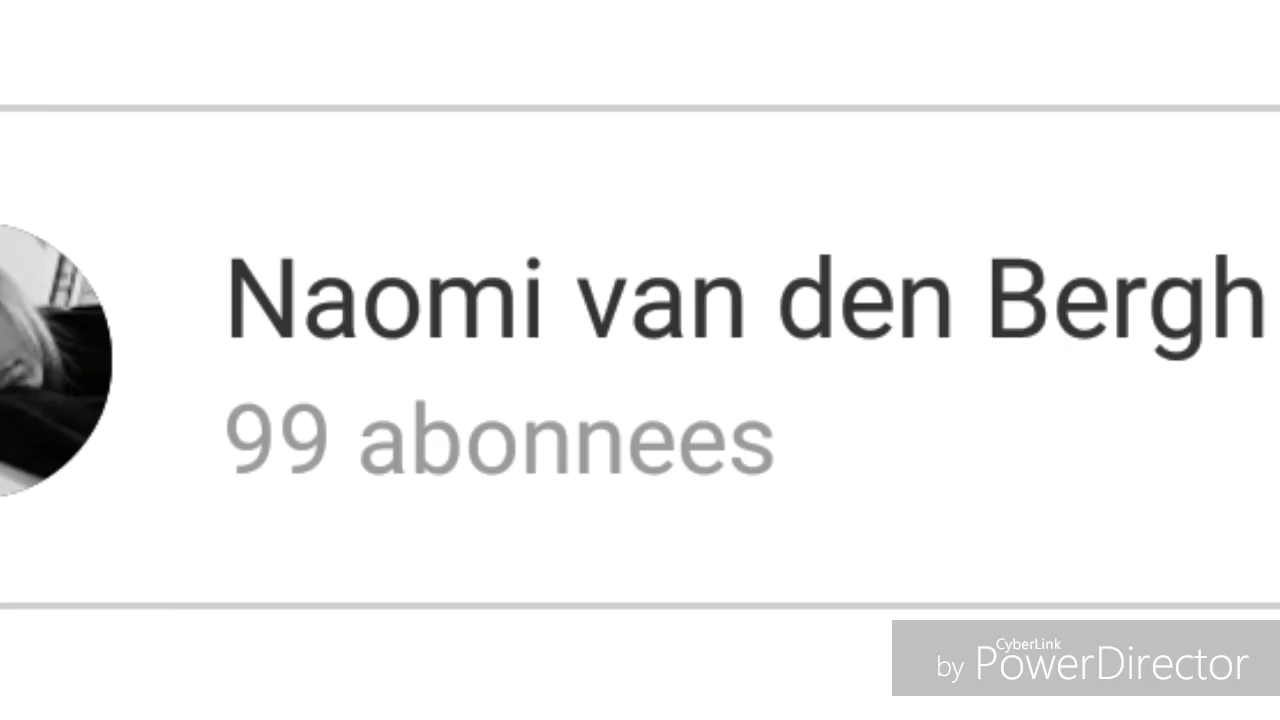 Naomi van den Bergh
99 abonnees
CyberLink
by PowerDirector